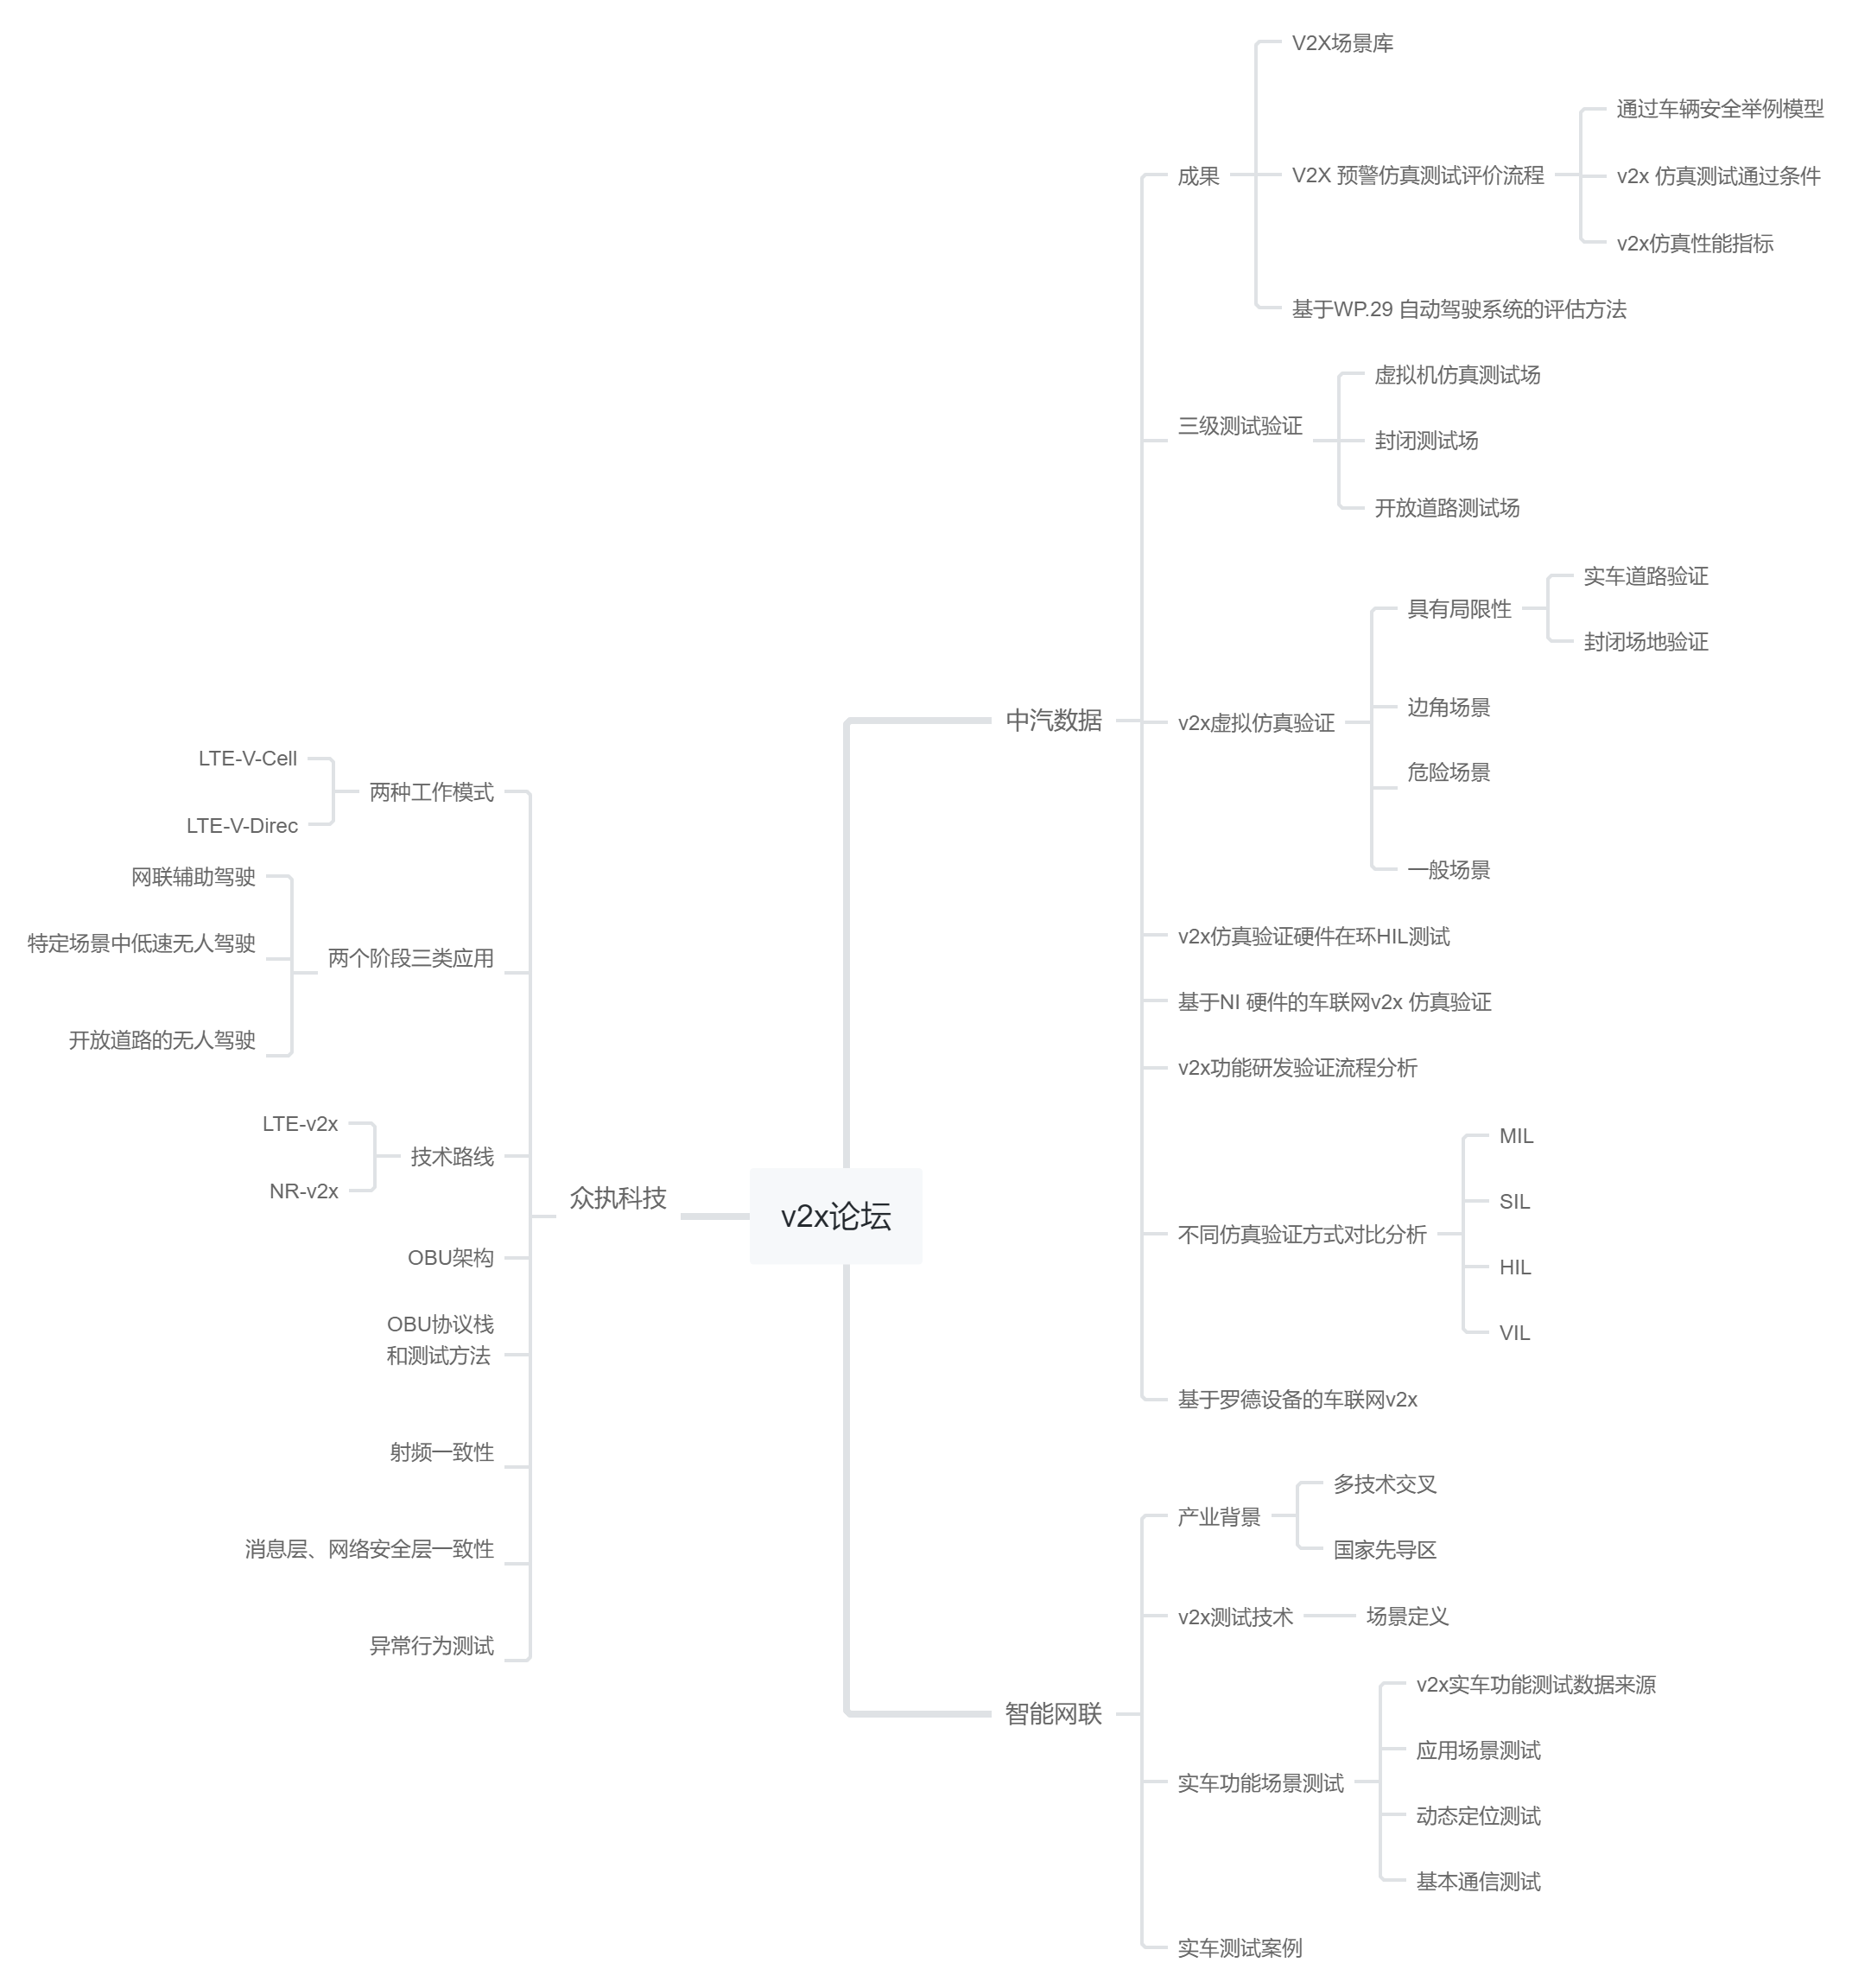 v2x论坛
中汽数据
成果
V2X场景库
V2X 预警仿真测试评价流程
通过车辆安全举例模型
v2x 仿真测试通过条件
v2x仿真性能指标
基于WP.29 自动驾驶系统的评估方法
三级测试验证
虚拟机仿真测试场
封闭测试场
开放道路测试场
v2x虚拟仿真验证
具有局限性
实车道路验证
封闭场地验证
边角场景
危险场景
一般场景
v2x仿真验证硬件在环HIL测试
基于NI 硬件的车联网v2x 仿真验证
v2x功能研发验证流程分析
不同仿真验证方式对比分析
MIL
SIL
HIL
VIL
基于罗德设备的车联网v2x
智能网联
产业背景
多技术交叉
国家先导区
v2x测试技术
场景定义
实车功能场景测试
v2x实车功能测试数据来源
应用场景测试
动态定位测试
基本通信测试
实车测试案例
众执科技
两种工作模式
LTE-V-Cell
LTE-V-Direc
两个阶段三类应用
网联辅助驾驶
特定场景中低速无人驾驶
开放道路的无人驾驶
技术路线
LTE-v2x
NR-v2x
OBU架构
OBU协议栈
和测试方法
射频一致性
消息层、网络安全层一致性
异常行为测试